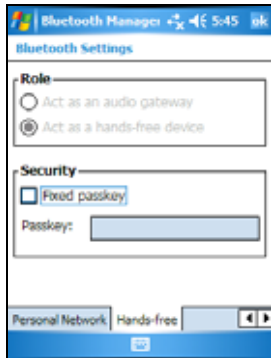 Bluetooth Manager 5:45 ok
Bluetooth Settings
Role
Act as an audio gateway
Act as a hands-free device
Security
Fixed passkey
Passkey:
Personal Network Hands-free